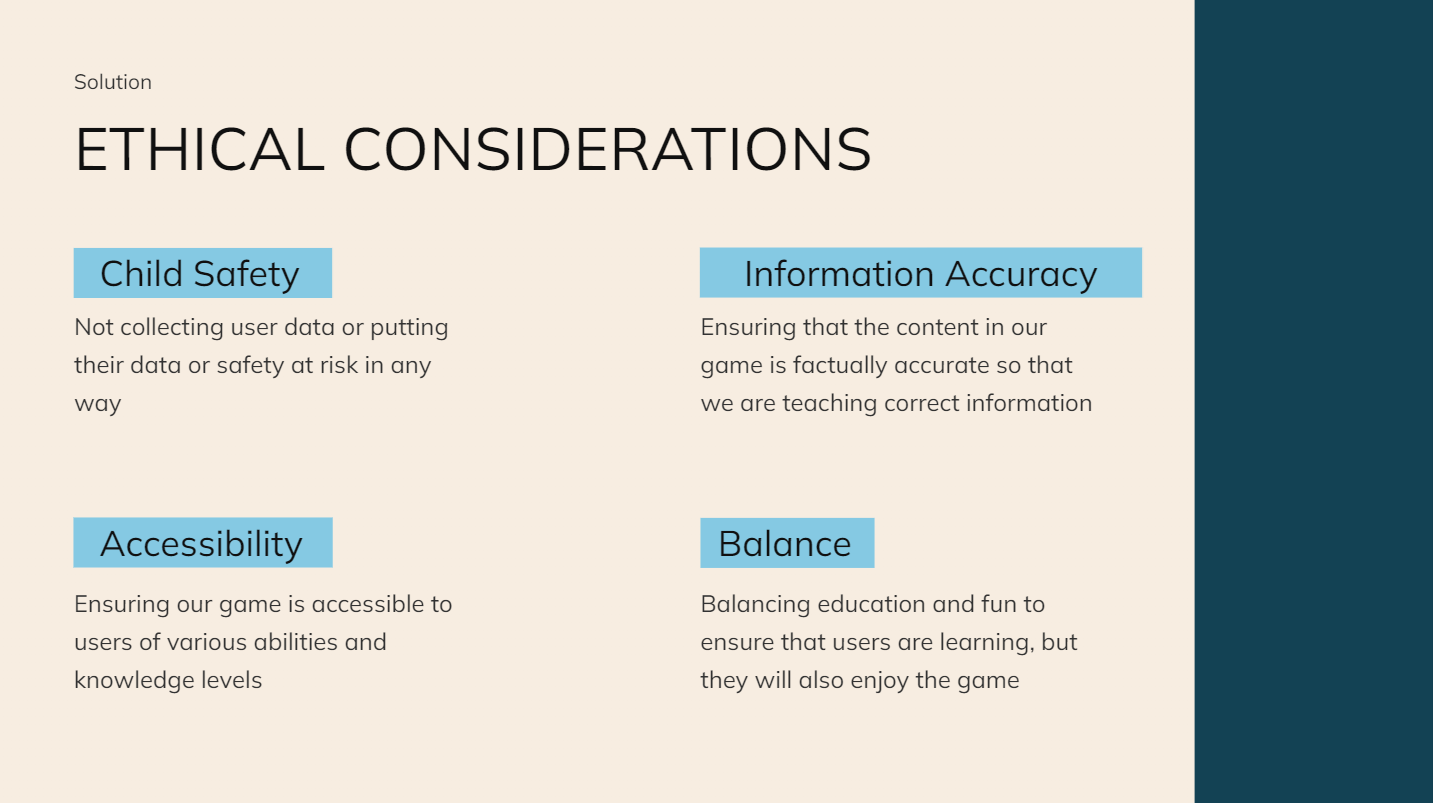 Solution
ETHICAL CONSIDERATIONS
Child Safety
Not collecting user data or putting
their data or safety at risk in any
way
Information Accuracy
Ensuring that the content in our
game is factually accurate so that
we are teaching correct information
Accessibility
Ensuring our game is accessible to
users of various abilities and
knowledge levels
Balance
Balancing education and fun to
ensure that users are learning, but
they will also enjoy the game